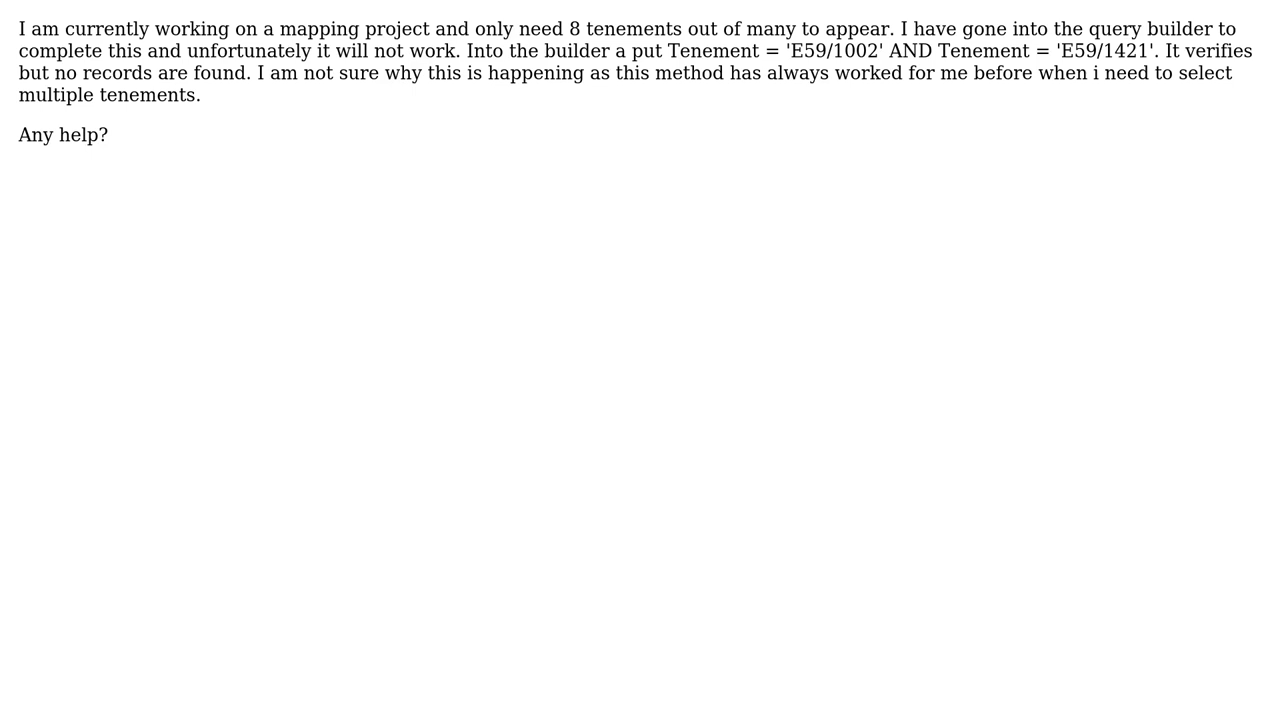 I am currently working on a mapping project and only need 8 tenements out of many to appear. I have gone into the query builder to
complete this and unfortunately it will not work. Into the builder a put Tenement = 'E59/1002' AND Tenement = 'E59/1421'. It verifies
but no records are found. I am not sure why this is happening as this method has always worked for me before when i need to select
multiple tenements.
Any help?